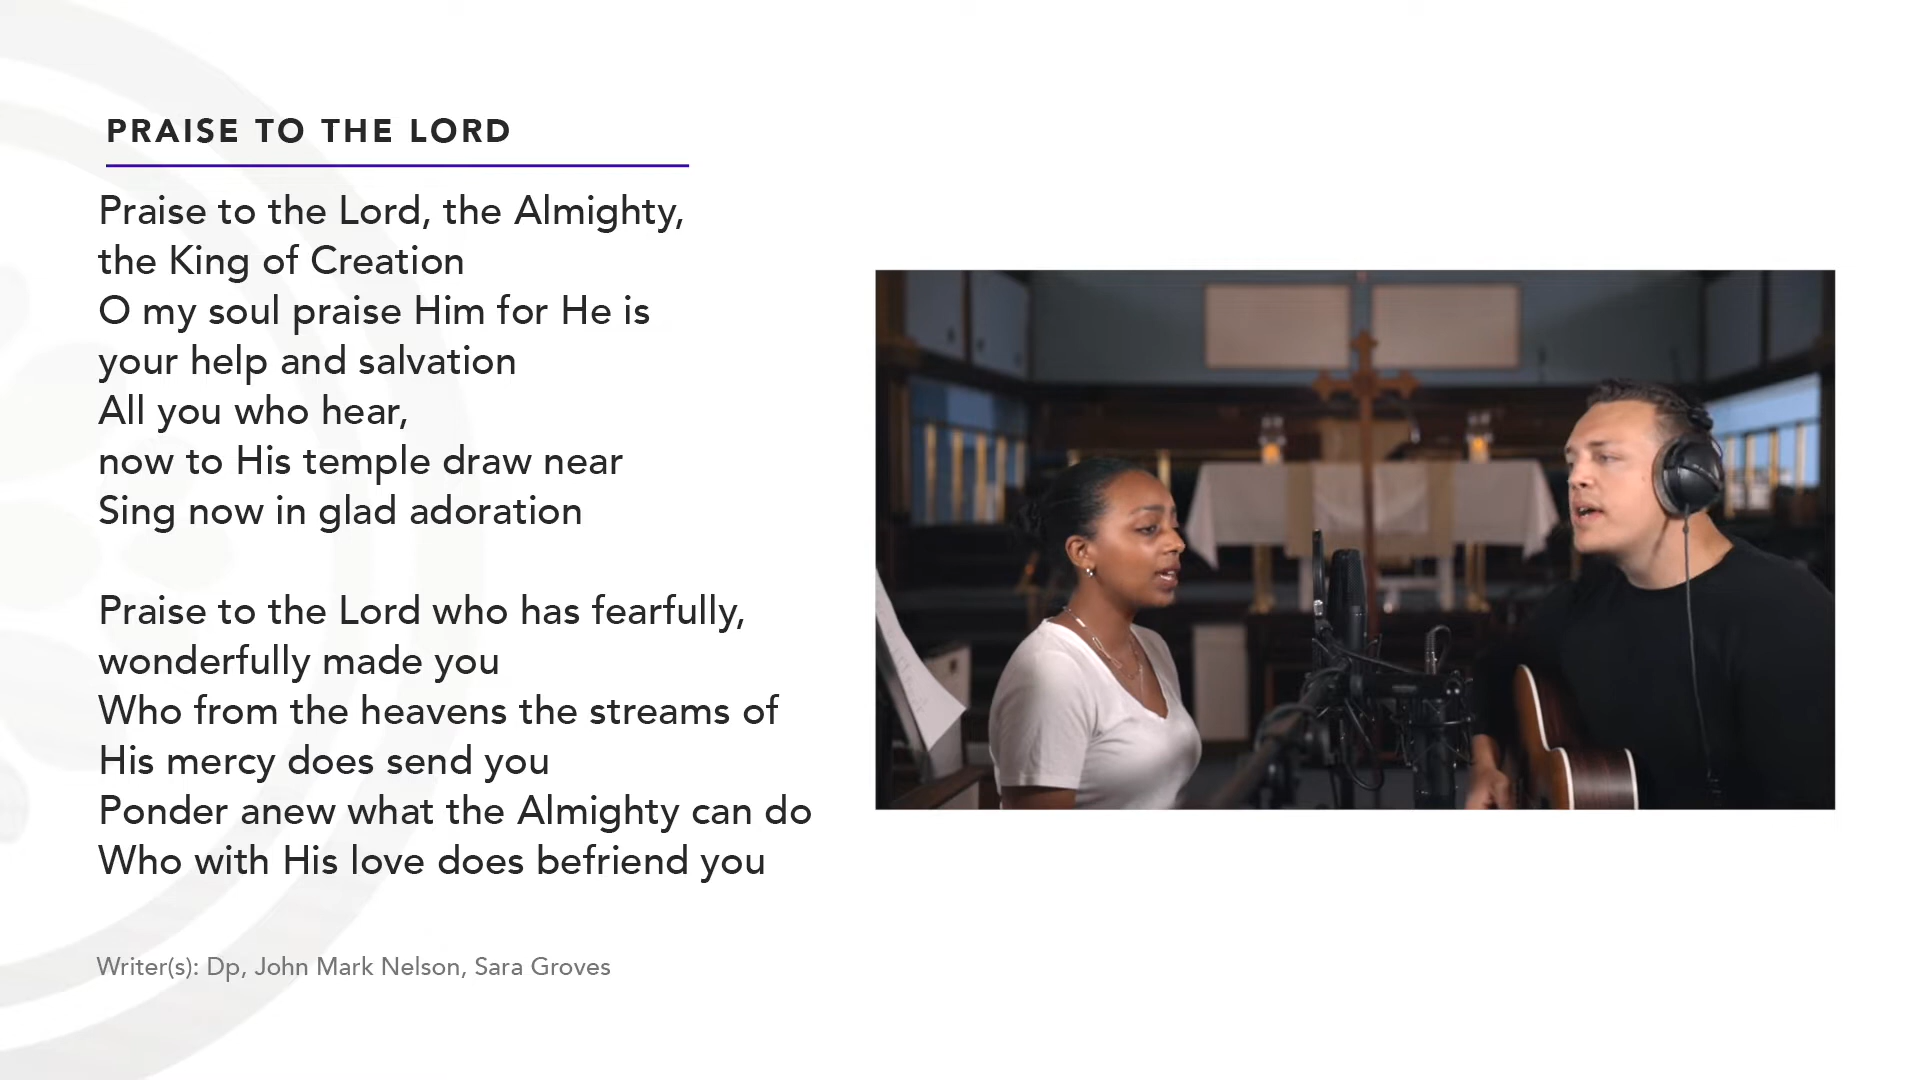 PRAISE TO THE LORD
Praise to the Lord, the Almighty,
the King of Creation
O my soul praise Him for He is
your help and salvation
All you who hear,
now to His temple draw near
Sing now in glad adoration
Praise to the Lord who has fearfully,
wonderfully made you
Who from the heavens the streams of
His mercy does send you
Ponder anew what the Almighty can do
Who with His love does befriend you
Writer(s): Dp, John Mark Nelson, Sara Groves